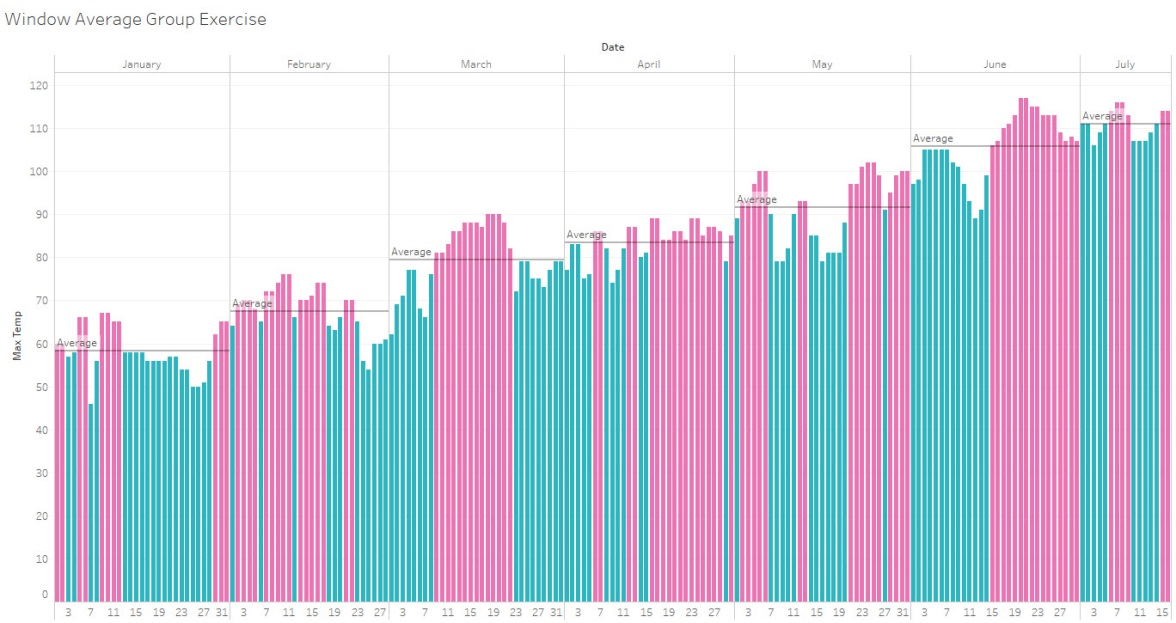 Window Average Group Exercise
Date
January February March April May June July
120
110
100
90
80
70
60
50
40
30
20
10
0
Max Temp
Average
Average
Average
Average
Average
Average
Average
3 7 11 15 19 23 27 31 3 7 11 15 19 23 27 3 7 11 15 19 23 27 31 3 7 11 15 19 23 27 3 7 11 15 19 23 27 31 3 7 11 15 19 23 27 3 7 11 15